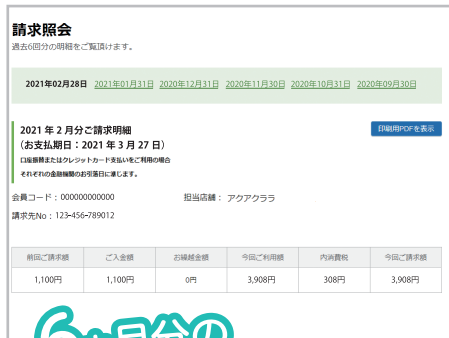 請求照会
過去6回分の明細をご覧頂けます。
2021年02月28日 2021年01月31日 2020年12月31日 2020年11月30日 2020年10月31日 2020年09月30日
2021 年 2 月分ご請求明細
印刷用PDFを表示
(お支払期日：2021 年 3 月 27 日)
口座振替またはクレジットカード支払いをご利用の場合
それぞれの金融機関のお引落日に準じます。
会員コード：000000000000 担当店舗： アクアクララ
請求先No：123-456-789012
前回ご請求額 ご入金額 お繰越金額 今回ご利用額 内消費税 今回ご請求額
1,100円 1,100円 0円 3,908円 308円 3,908円
6ヶ月分の